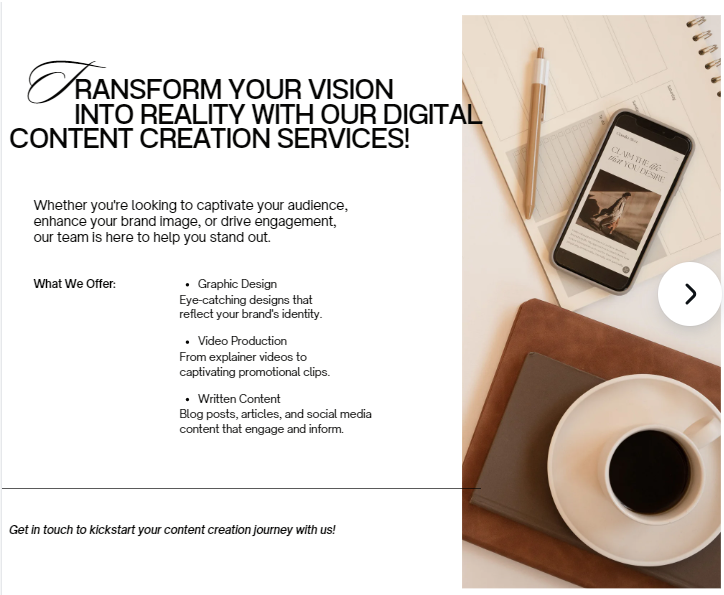 TRANSFORM YOUR VISION
INTO REALITY WITH OUR DIGITAL
CONTENT CREATION SERVICES!
Whether you're looking to captivate your audience,
enhance your brand image, or drive engagement,
our team is here to help you stand out.
What We Offer:
• Graphic Design
Eye-catching designs that
reflect your brand's identity.
• Video Production
From explainer videos to
captivating promotional clips.
• Written Content
Blog posts, articles, and social media
content that engage and inform.
Get in touch to kickstart your content creation journey with us!
CLAIM THE
YOU DESIRE